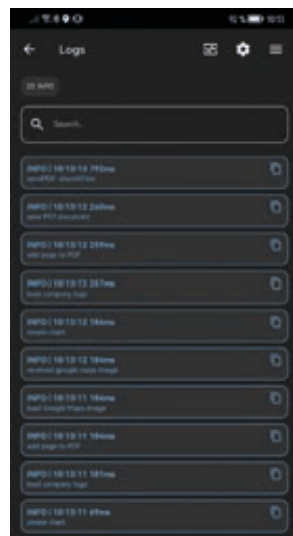 Logs
Search..
INFO | 10:13:14 793ms
sendPDF
INFO | 10:13:12 260ms
save PDF document
INFO | 10:13:12 259ms
add page to PDF
INFO | 10:13:12 257ms
load company logo
INFO | 10:13:12 184ms
create chart
INFO | 10:13:12 184ms
received google maps image
INFO | 10:13:11 184ms
load Google Maps image
INFO | 10:13:11 184ms
add page to PDF
INFO | 10:13:11 181ms
load company logo
INFO | 10:13:11 69ms
create chart